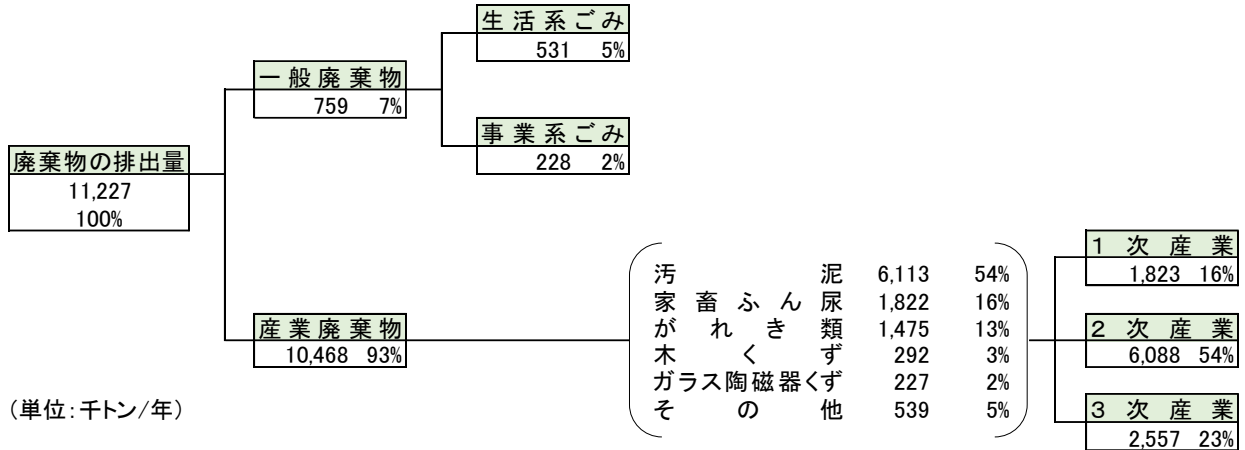 生活系ごみ
531 5%
一般廃棄物
759 7%
事業系ごみ
228 2%
廃棄物の排出量
11,227
100%
汚泥 6,113 54%
家畜ふん尿 1,822 16%
がれき類 1,475 13%
木くず 292 3%
ガラス陶磁器くず 227 2%
その他 539 5%
1次産業
1,823 16%
2次産業
6,088 54%
3次産業
2,557 23%
産業廃棄物
10,468 93%
(単位:千トン/年)